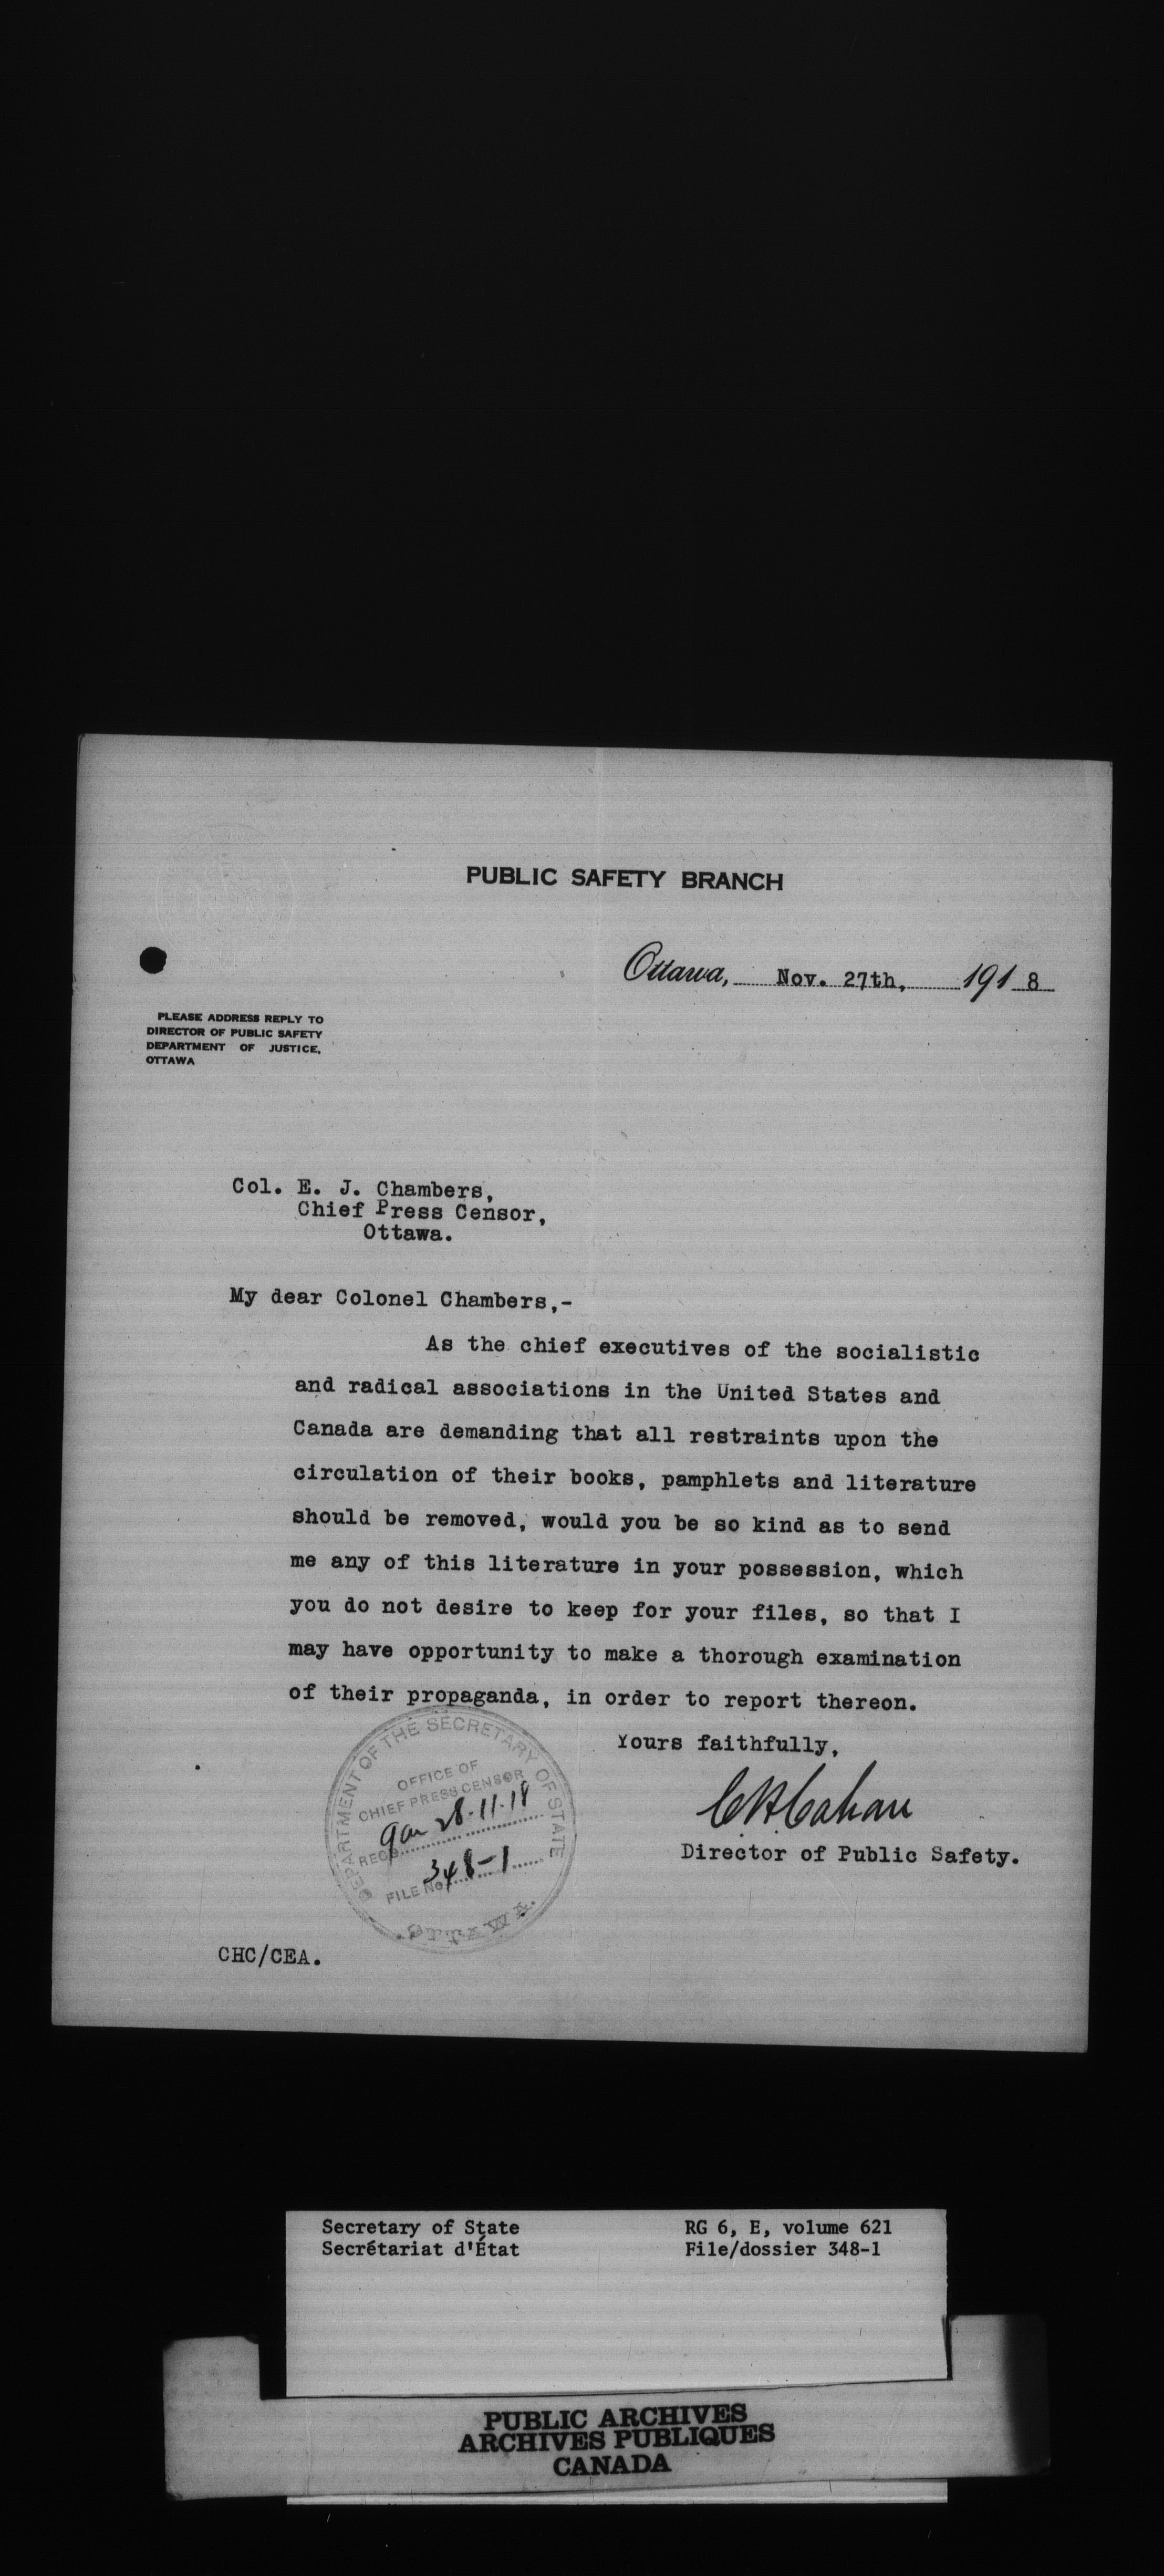 PUBLIC SAFETY BRANCH
Ottawa, Nov. 27th, 1918
PLEASE ADDRESS REPLY TO
DIRECTOR OF PUBLIC SAFETY
DEPARTMENT OF JUSTICE,
OTTAWA
Col. E. J. Chambers,
Chief Press Censor,
Ottawa.
My dear Colonel Chambers,-
As the chief executives of the socialistic
and radical associations in the United States and
Canada are demanding that all restraints upon the
circulation of their books, pamphlets and literature
should be removed, would you be so kind as to send
me any of this literature in your possession, which
you do not desire to keep for your files, so that I
may have opportunity to make a thorough examination
of their propaganda, in order to report thereon.
Yours faithfully,
CHCahan
Director of Public Safety.
DEPARTMENT OF THE SECRETARY OF STATE
OFFICE OF
CHIEF PRESS CENSOR
REC'D 28·11·18
FILE No. 348-1
OTTAWA
CHC/CEA.
Secretary of State
Secrétariat d'État
RG 6, E, volume 621
File/dossier 348-1
PUBLIC ARCHIVES
ARCHIVES PUBLIQUES
CANADA